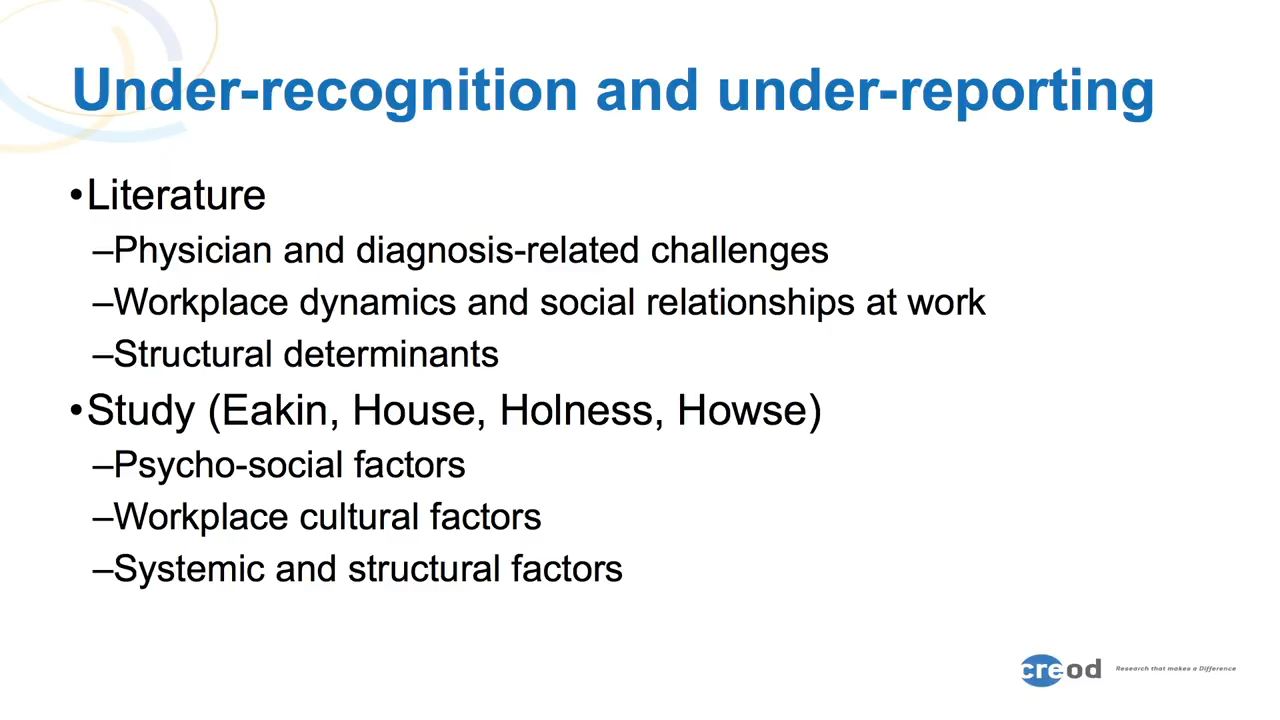 Under-recognition and under-reporting
•Literature
–Physician and diagnosis-related challenges
–Workplace dynamics and social relationships at work
–Structural determinants
•Study (Eakin, House, Holness, Howse)
–Psycho-social factors
–Workplace cultural factors
–Systemic and structural factors
creod Research that makes a Difference